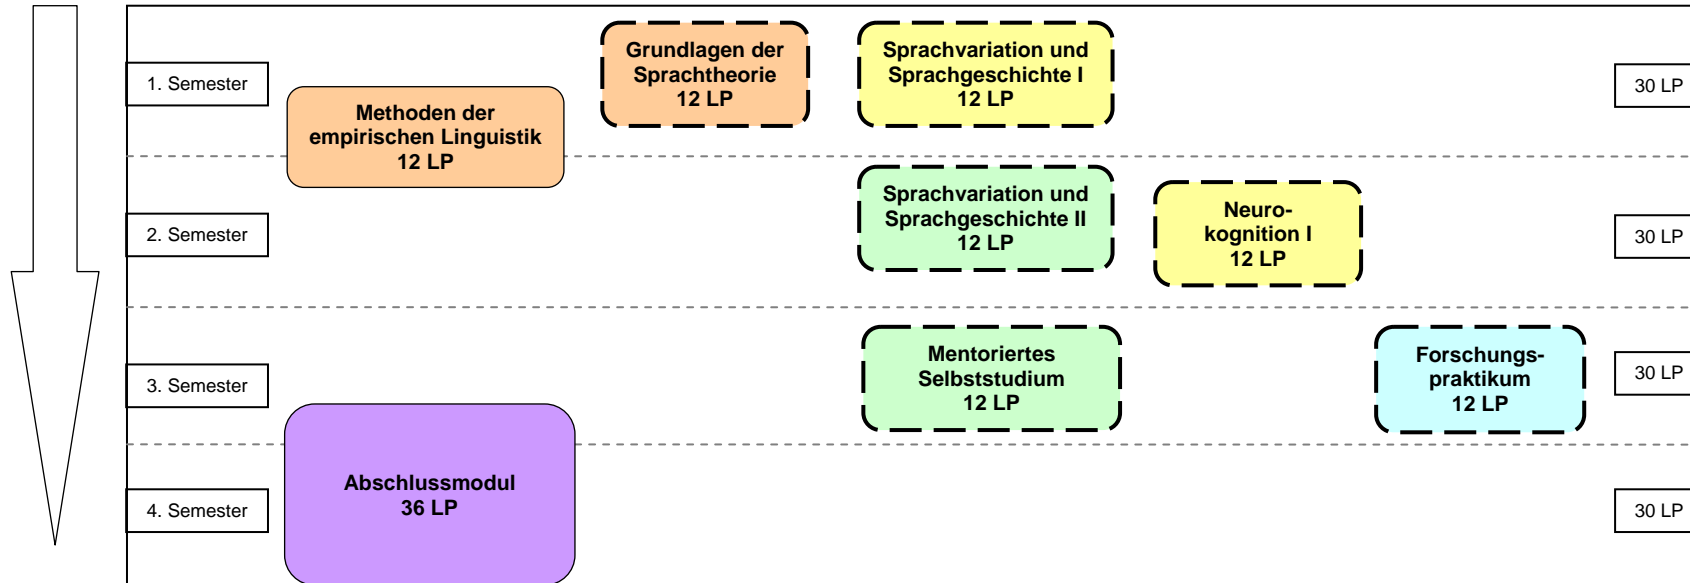 1. Semester
Methoden der
empirischen Linguistik
12 LP
Grundlagen der
Sprachtheorie
12 LP
Sprachvariation und
Sprachgeschichte I
12 LP
30 LP
2. Semester
Sprachvariation und
Sprachgeschichte II
12 LP
Neuro-
kognition I
12 LP
30 LP
3. Semester
Mentoriertes
Selbststudium
12 LP
Forschungs-
praktikum
12 LP
30 LP
4. Semester
Abschlussmodul
36 LP
30 LP